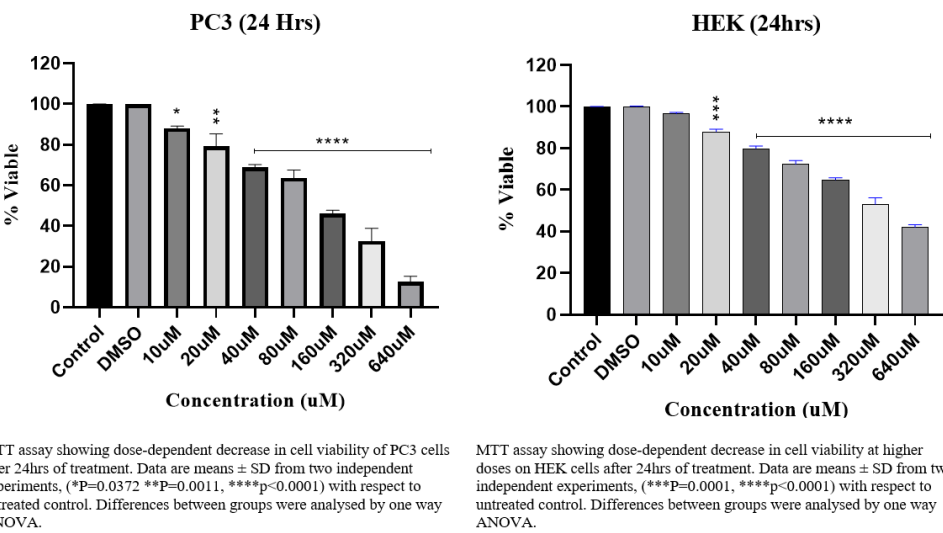 PC3 (24 Hrs)
120
100
80
60
40
20
0
% Viable
*
**
****
Control
DMSO
10uM
20uM
40uM
80uM
160uM
320uM
640uM
Concentration (uM)
TT assay showing dose-dependent decrease in cell viability of PC3 cells
er 24hrs of treatment. Data are means ± SD from two independent
periments, (*P=0.0372 **P=0.0011, ****p<0.0001) with respect to
treated control. Differences between groups were analysed by one way
NOVA.
HEK (24hrs)
120
100
80
60
40
20
0
% Viable
***
****
Control
DMSO
10uM
20uM
40uM
80uM
160uM
320uM
640uM
Concentration (uM)
MTT assay showing dose-dependent decrease in cell viability at higher
doses on HEK cells after 24hrs of treatment. Data are means ± SD from tw
independent experiments, (***P=0.0001, ****p<0.0001) with respect to
untreated control. Differences between groups were analysed by one way
ANOVA.